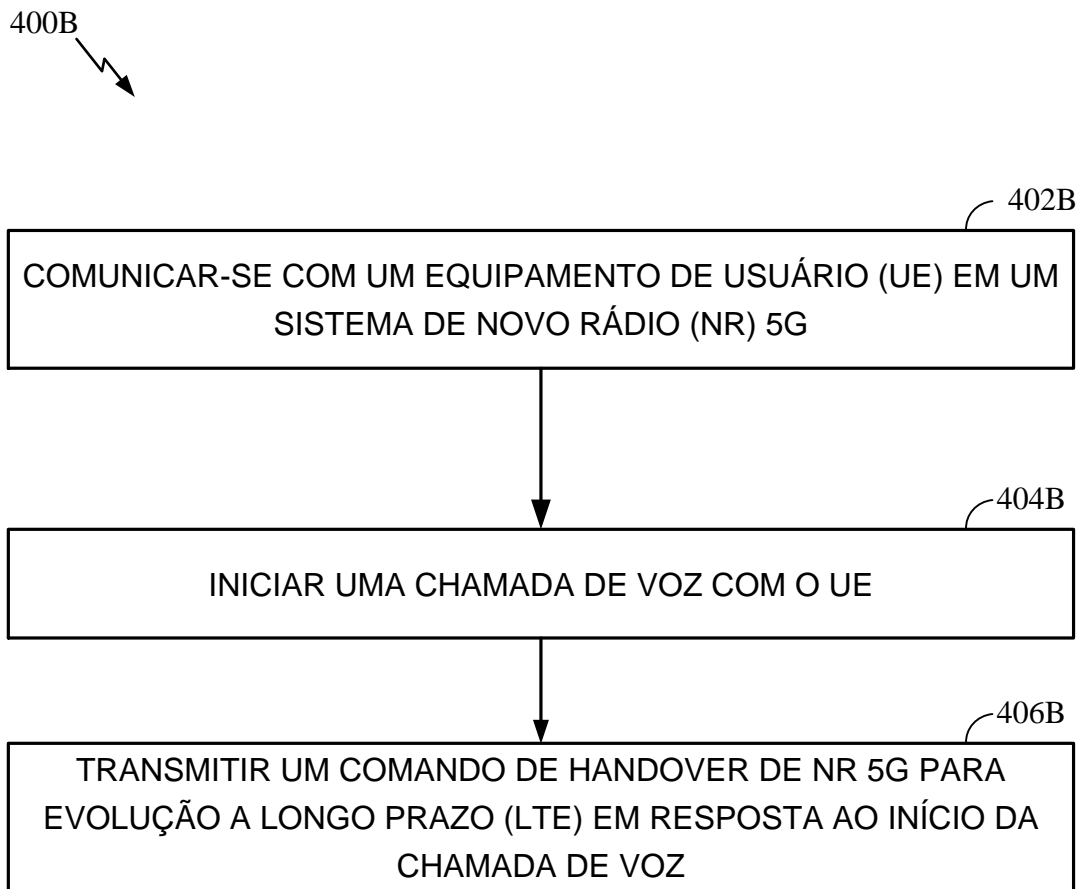 400B
402B
COMUNICAR-SE COM UM EQUIPAMENTO DE USUÁRIO (UE) EM UM
SISTEMA DE NOVO RÁDIO (NR) 5G
404B
INICIAR UMA CHAMADA DE VOZ COM O UE
406B
TRANSMITIR UM COMANDO DE HANDOVER DE NR 5G PARA
EVOLUÇÃO A LONGO PRAZO (LTE) EM RESPOSTA AO INÍCIO DA
CHAMADA DE VOZ